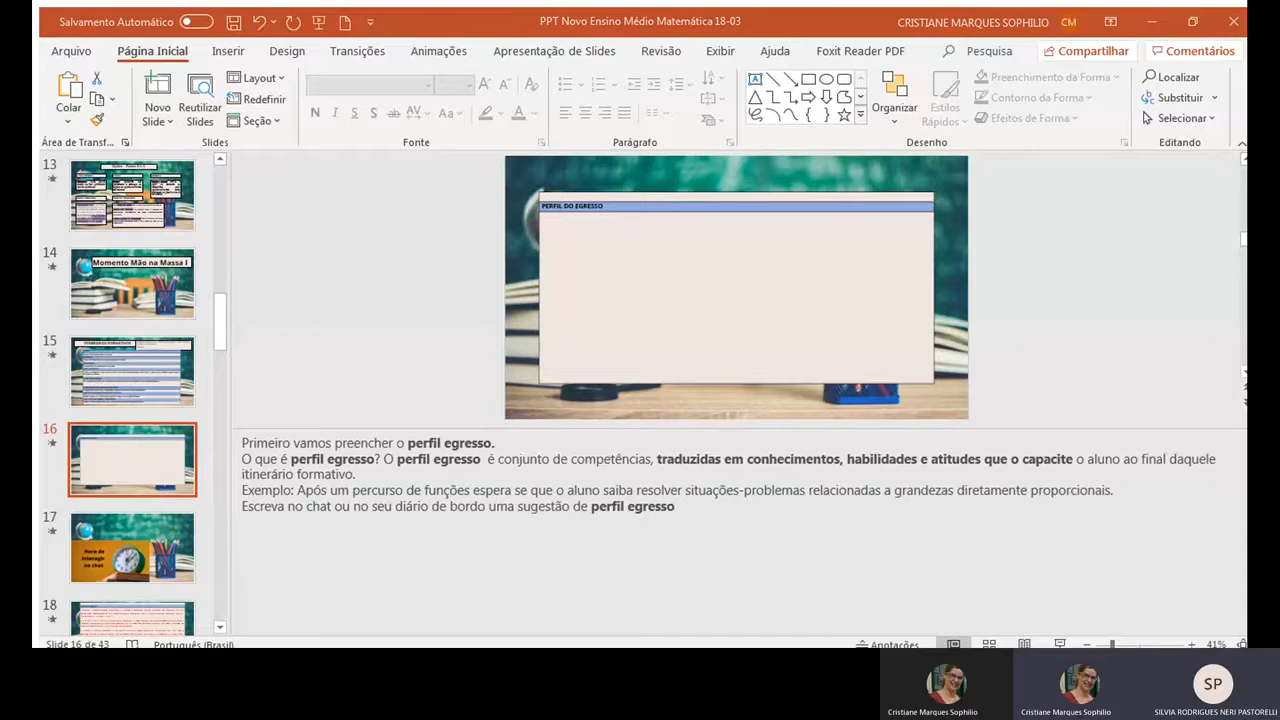 Salvamento Automático
PPT Novo Ensino Médio Matemática 18-03
CRISTIANE MARQUES SOPHILIO
CM
Arquivo
Página Inicial
Inserir
Design
Transições
Animações
Apresentação de Slides
Revisão
Exibir
Ajuda
Foxit Reader PDF
Pesquisa
Compartilhar
Comentários
Colar
Novo
Slide
Reutilizar
Slides
Layout
Redefinir
Seção
N
I
S
S
ab
AV
Aa
A
Organizar
Estilos
Rápidos
Preenchimento da Forma
Contorno da Forma
Efeitos de Forma
Localizar
Substituir
Selecionar
Área de Transf...
Slides
Fonte
Parágrafo
Desenho
Editando
13
14
Momento Mão na Massa I
15
16
17
Hora de
interagir
no chat
18
PERFIL DO EGRESSO
Primeiro vamos preencher o perfil egresso.
O que é perfil egresso? O perfil egresso é conjunto de competências, traduzidas em conhecimentos, habilidades e atitudes que o capacite o aluno ao final daquele
itinerário formativo.
Exemplo: Após um percurso de funções espera se que o aluno saiba resolver situações-problemas relacionadas a grandezas diretamente proporcionais.
Escreva no chat ou no seu diário de bordo uma sugestão de perfil egresso
Slide 16 de 43
Português (Brasil)
Anotações
41%
SP
Cristiane Marques Sophilio
Cristiane Marques Sophilio
SILVIA RODRIGUES NERI PASTORELLI